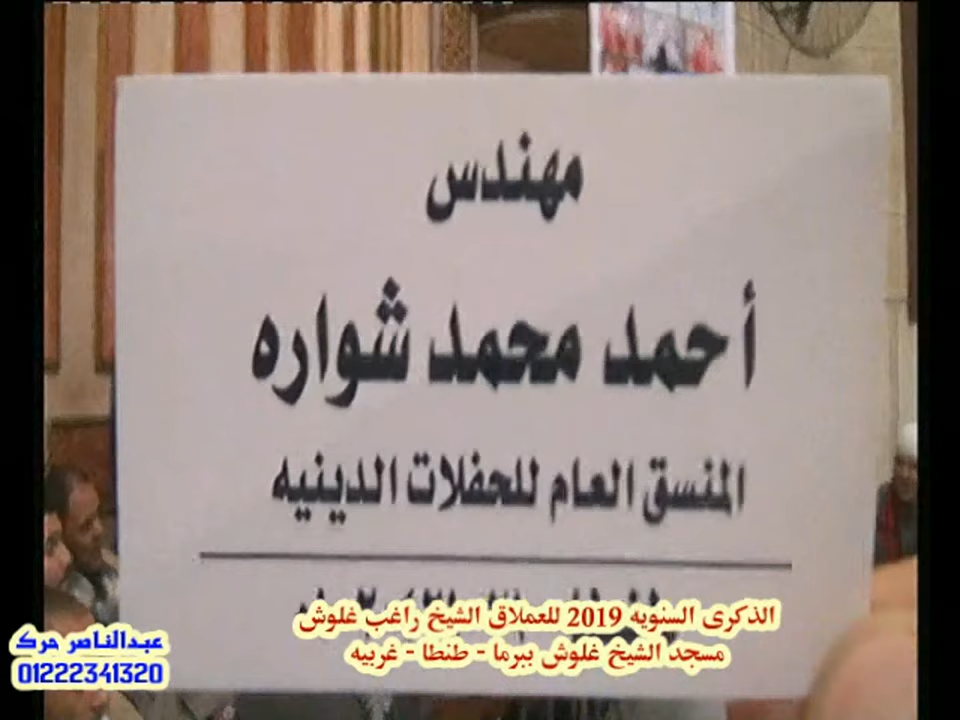 مهندس
أحمد محمد شواره
المنسق العام للحفلات الدينيه
الذكرى السنويه 2019 للعملاق الشيخ راغب غلوش
مسجد الشيخ غلوش ببرما - طنطا - غربيه
عبدالناصر حرك
01222341320